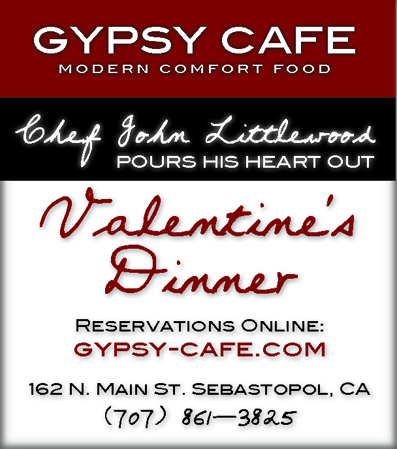 GYPSY CAFE
MODERN COMFORT FOOD
Chef John Littlewood
POURS HIS HEART OUT
Valentine's
Dinner
RESERVATIONS ONLINE:
GYPSY-CAFE.COM
162 N. MAIN ST. SEBASTOPOL, CA
(707) 861—3825